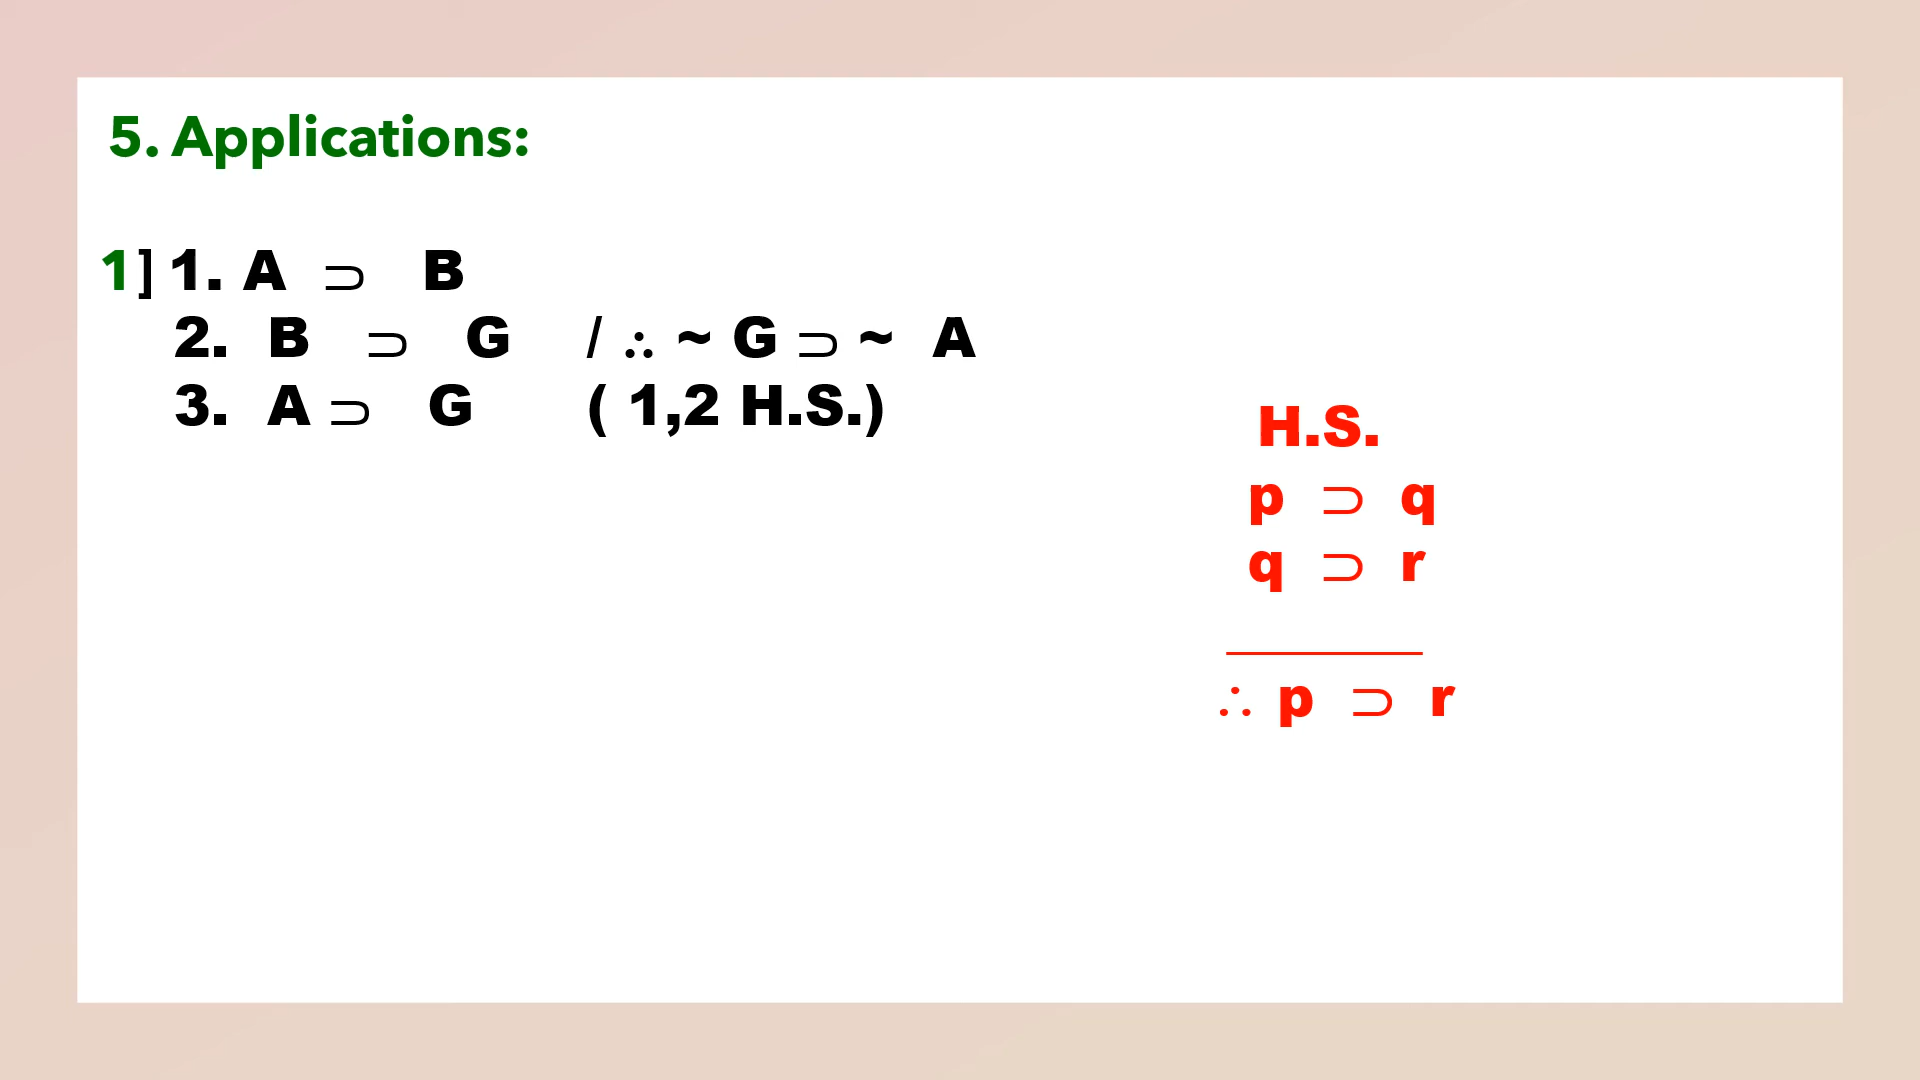 5. Applications:
1] 1. A ⊃ B
2. B ⊃ G / ∴ ~ G ⊃ ~ A
3. A ⊃ G ( 1,2 H.S.)
H.S.
p ⊃ q
q ⊃ r
∴ p ⊃ r